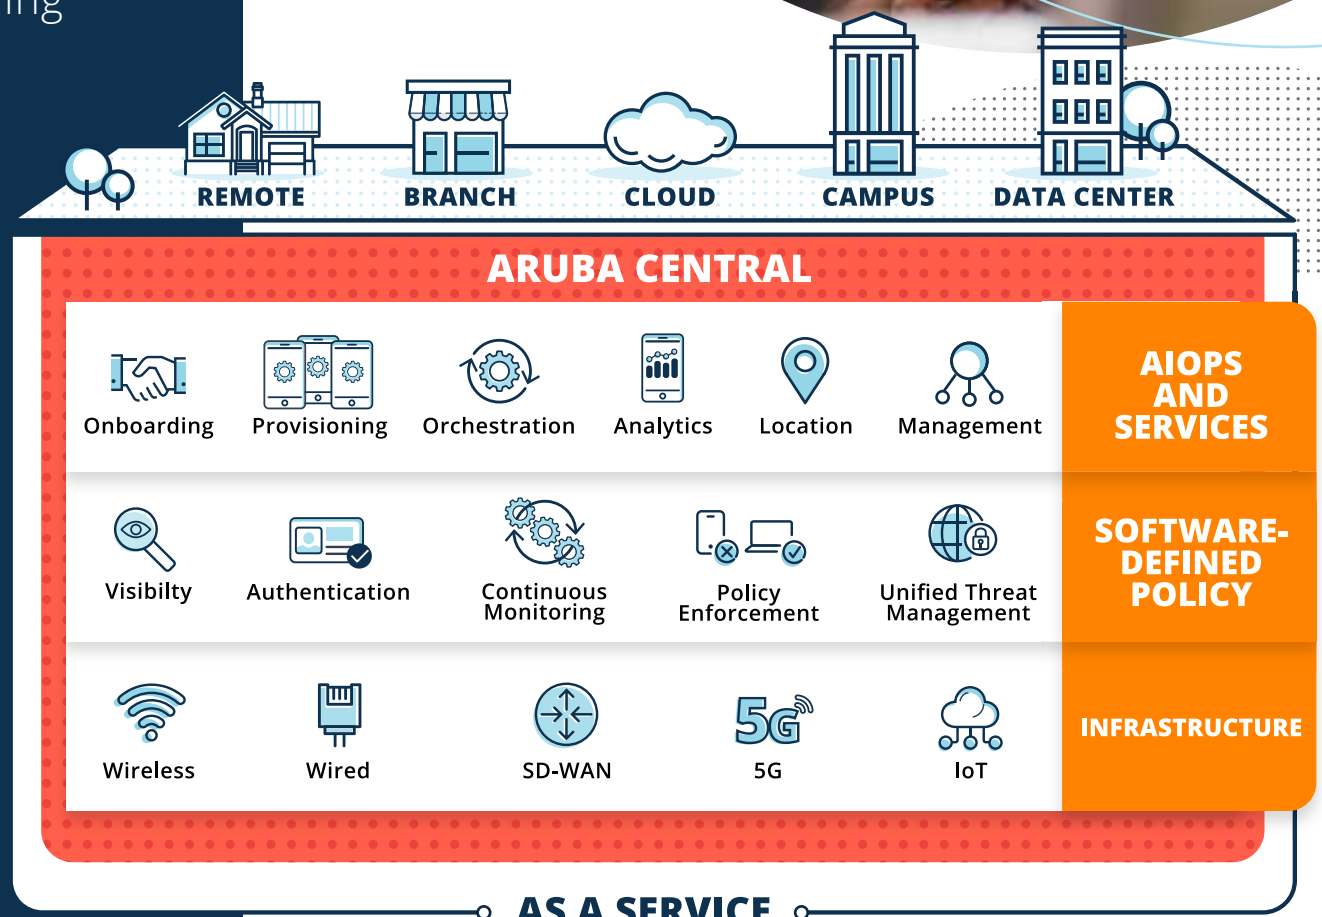 REMOTE BRANCH CLOUD CAMPUS DATA CENTER
ARUBA CENTRAL
Onboarding Provisioning Orchestration Analytics Location Management
AIOPS
AND
SERVICES
Visibilty Authentication Continuous
Monitoring Policy
Enforcement Unified Threat
Management
SOFTWARE-
DEFINED
POLICY
Wireless Wired SD-WAN 5G 5G IoT
INFRASTRUCTURE
AS A SERVICE